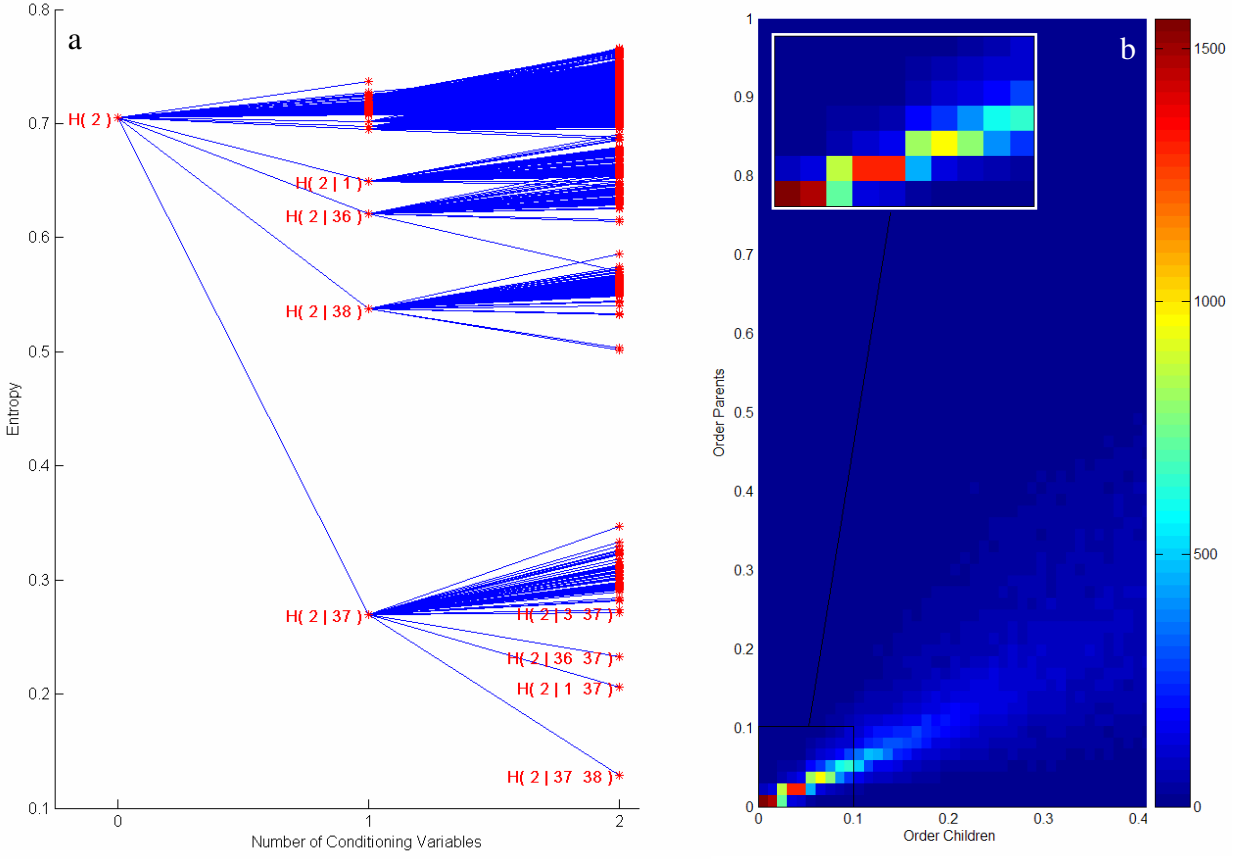 a
0.8
0.7
0.6
0.5
0.4
0.3
0.2
0.1
Entropy
0
1
2
Number of Conditioning Variables
H( 2 )
H( 2 | 1 )
H( 2 | 36 )
H( 2 | 38 )
H( 2 | 37 )
H( 2 | 3 37 )
H( 2 | 36 37 )
H( 2 | 1 37 )
H( 2 | 37 38 )
b
1
0.9
0.8
0.7
0.6
0.5
0.4
0.3
0.2
0.1
0
Order Parents
0
0.1
0.2
0.3
0.4
Order Children
1500
1000
500
0